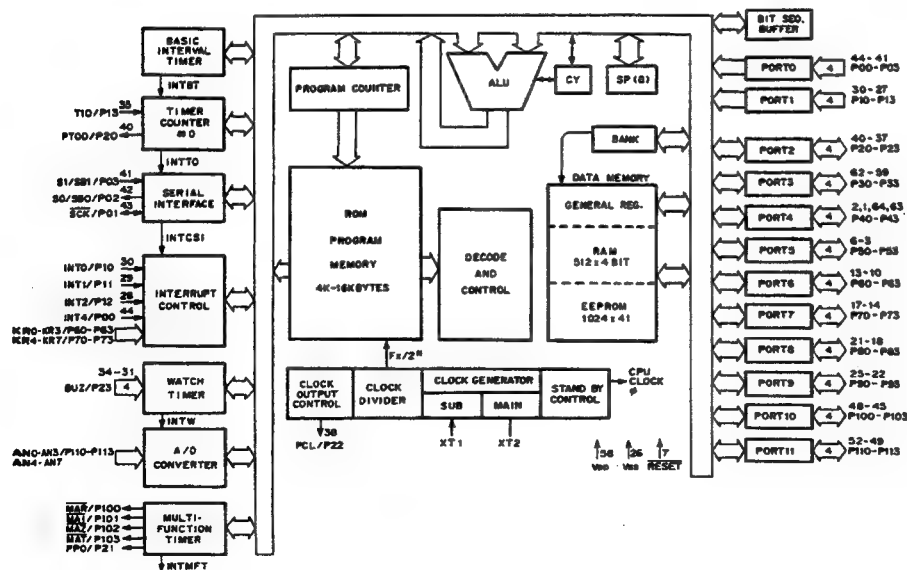 BASIC
INTERVAL
TIMER
INTBT
TIO/P13
35
PTOD/P20
40
TIMER
COUNTER
#0
INTTO
SI/SB1/P03
41
SO/SBO/P02
42
SCK/P01
43
SERIAL
INTERFACE
INTCSI
INT0/P10
30
INT1/P11
29
INT2/P12
28
INT4/P00
44
KR0-KR3/P60-P63
KR4-KR7/P70-P73
INTERRUPT
CONTROL
34-31
BUZ/P23
4
WATCH
TIMER
INTW
AN0-AN3/P110-P113
AN4-AN7
A/D
CONVERTER
MAR/P100
MAI/P101
MAZ/P102
MAT/P103
PPO/P21
MULTI-
FUNCTION
TIMER
INTMFT
PROGRAM COUNTER
ALU
CY
SP(8)
BANK
ROM
PROGRAM
MEMORY
4K-16KBYTES
DECODE
AND
CONTROL
DATA MEMORY
GENERAL REG.
RAM
512x4 BIT
EEPROM
1024x41
Fx/2ᴺ
CLOCK
OUTPUT
CONTROL
CLOCK
DIVIDER
CLOCK GENERATOR
SUB
MAIN
STAND BY
CONTROL
CPU
CLOCK
ϕ
38
PCL/P22
XT1
XT2
58
VDD
26
VSS
7
RESET
BIT SEQ.
BUFFER
PORT0
4
44-41
P00-P03
PORT1
4
30-27
P10-P13
PORT2
4
40-37
P20-P23
PORT3
4
62-59
P30-P33
PORT4
4
2,1,64,63
P40-P43
PORT5
4
6-3
P50-P53
PORT6
4
13-10
P60-P63
PORT7
4
17-14
P70-P73
PORT8
4
21-18
P80-P83
PORT9
4
25-22
P90-P93
PORT10
4
48-45
P100-P103
PORT11
4
52-49
P110-P113